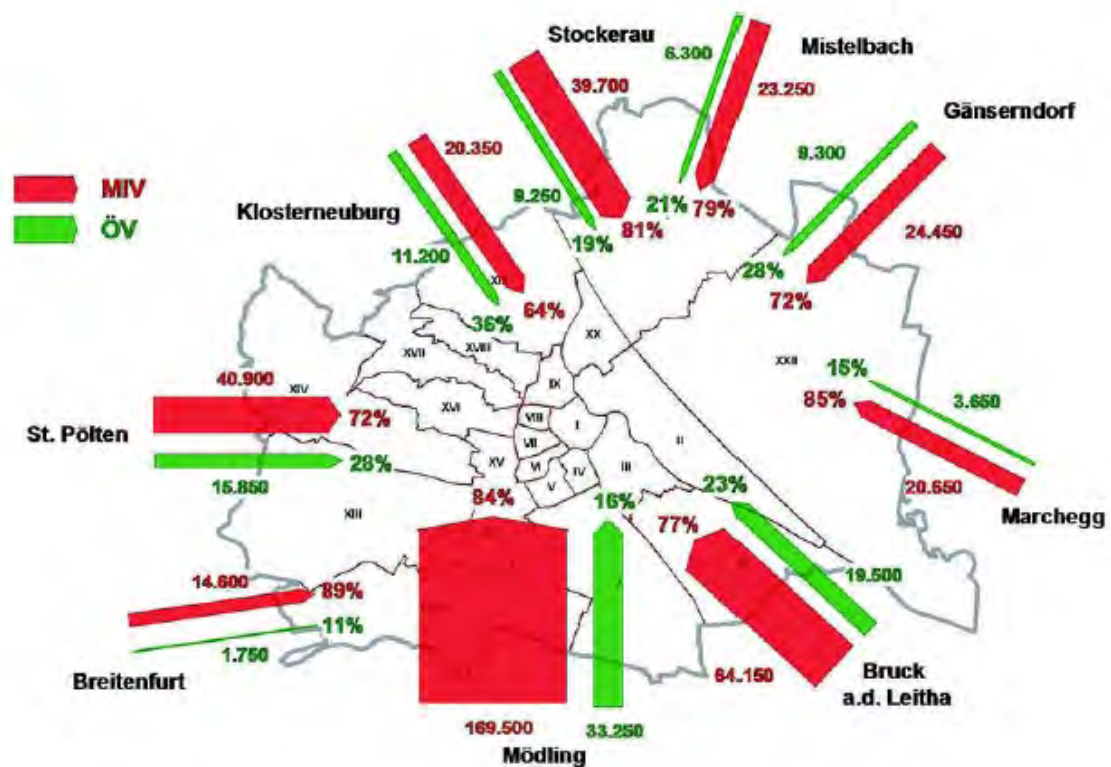 Stockerau
Mistelbach
Gänserndorf
Klosterneuburg
MIV
ÖV
39.700
6.300
23.250
9.300
24.450
20.350
9.250
11.200
19%
81%
21%
79%
28%
72%
36%
64%
XIX
XVII
XVIII
XX
XXII
IX
XIV
XVI
VIII
I
VII
II
XV
VI
IV
V
III
XIII
40.900
72%
St. Pölten
28%
15.850
15%
85%
3.650
20.650
Marchegg
84%
16%
23%
77%
19.500
64.150
Bruck
a.d. Leitha
14.600
89%
11%
1.750
Breitenfurt
169.500
33.250
Mödling